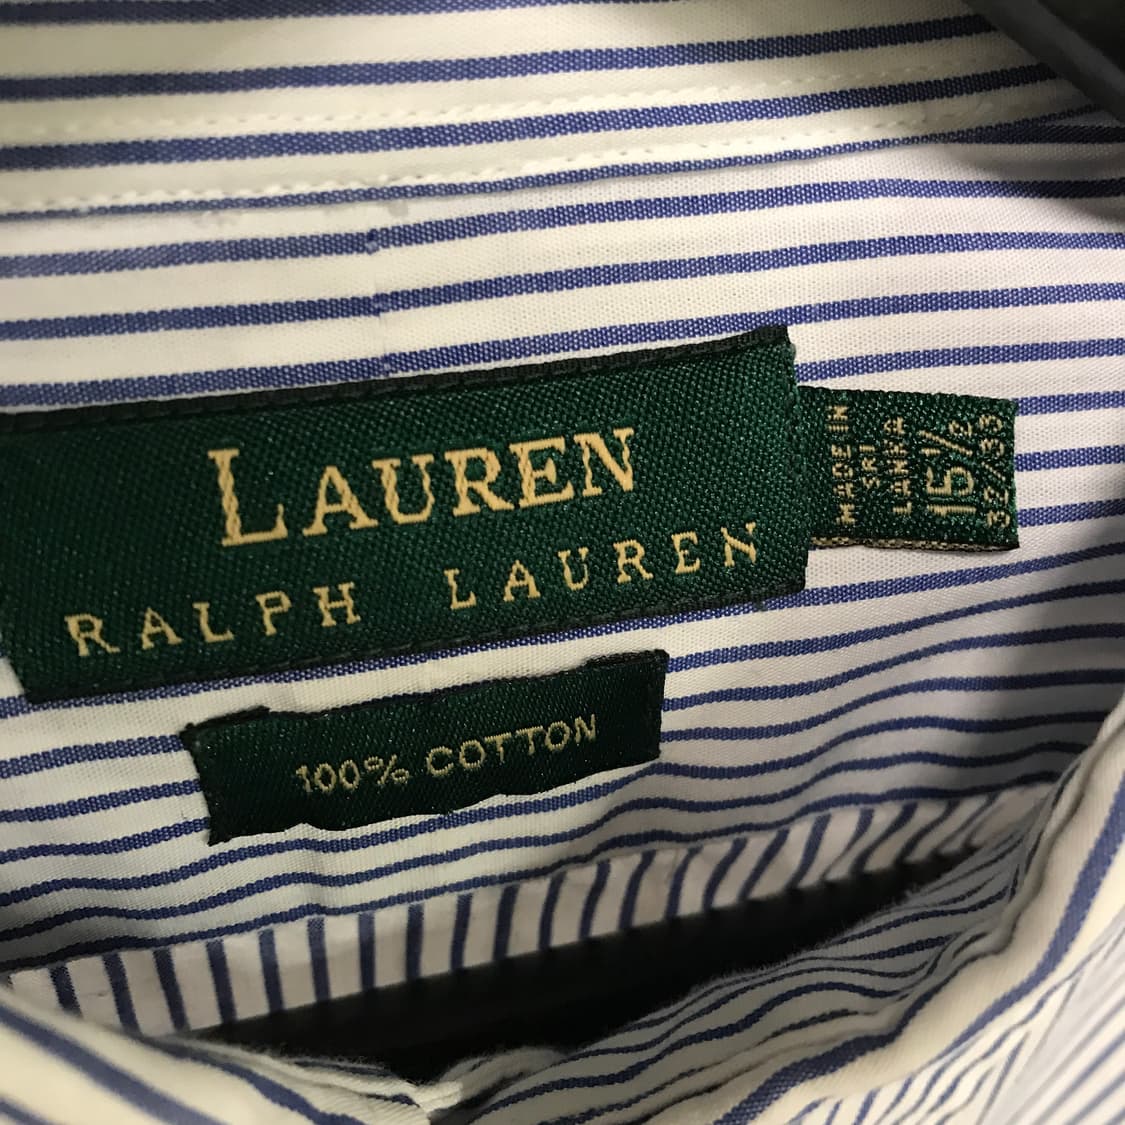 LAUREN
RALPH LAUREN
100% COTTON
MADE IN
SRI
LANKA
15½
32/33